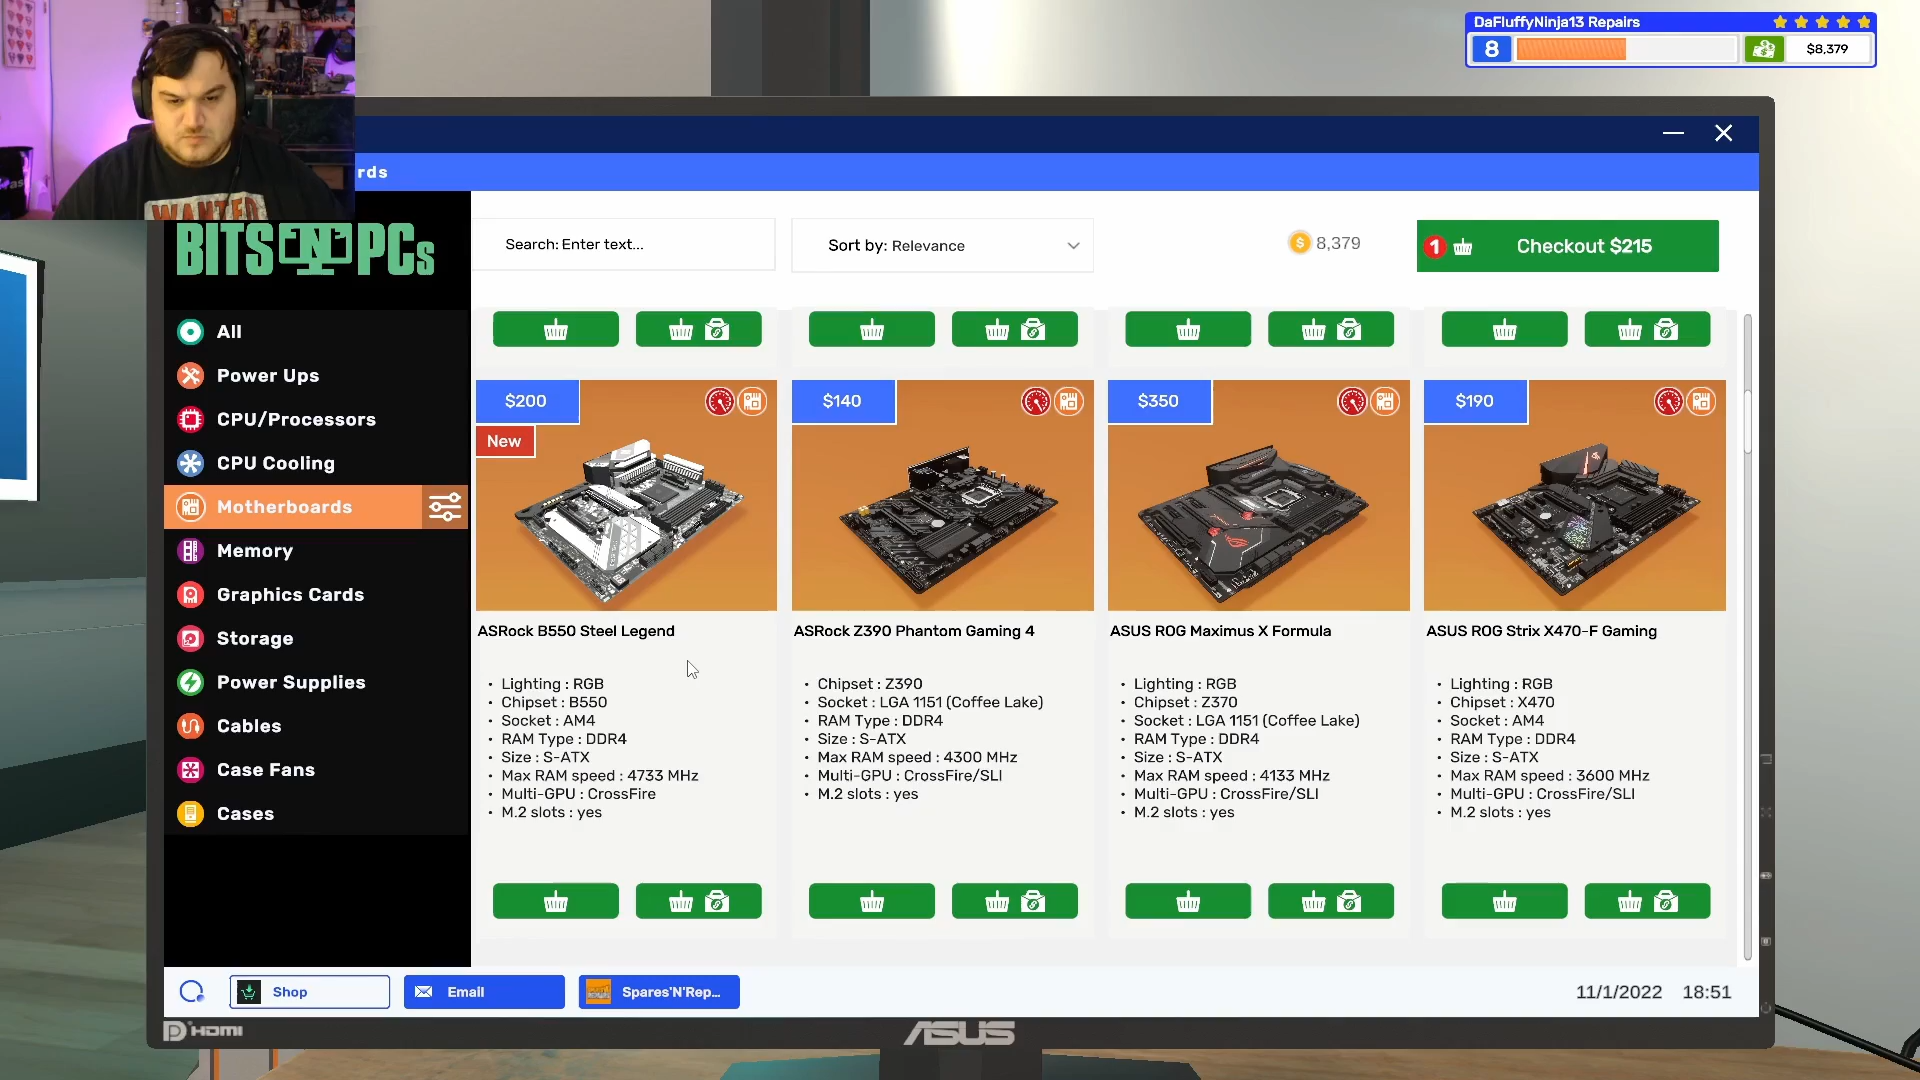 DaFluffyNinja13 Repairs
8
$8,379
rds
WANTED
BITS'N'PCs
Search: Enter text...
Sort by: Relevance
8,379
1
Checkout $215
All
Power Ups
CPU/Processors
CPU Cooling
Motherboards
Memory
Graphics Cards
Storage
Power Supplies
Cables
Case Fans
Cases
$200
New
ASRock B550 Steel Legend
• Lighting : RGB
• Chipset : B550
• Socket : AM4
• RAM Type : DDR4
• Size : S-ATX
• Max RAM speed : 4733 MHz
• Multi-GPU : CrossFire
• M.2 slots : yes
$140
ASRock Z390 Phantom Gaming 4
• Chipset : Z390
• Socket : LGA 1151 (Coffee Lake)
• RAM Type : DDR4
• Size : S-ATX
• Max RAM speed : 4300 MHz
• Multi-GPU : CrossFire/SLI
• M.2 slots : yes
$350
ASUS ROG Maximus X Formula
• Lighting : RGB
• Chipset : Z370
• Socket : LGA 1151 (Coffee Lake)
• RAM Type : DDR4
• Size : S-ATX
• Max RAM speed : 4133 MHz
• Multi-GPU : CrossFire/SLI
• M.2 slots : yes
$190
ASUS ROG Strix X470-F Gaming
• Lighting : RGB
• Chipset : X470
• Socket : AM4
• RAM Type : DDR4
• Size : S-ATX
• Max RAM speed : 3600 MHz
• Multi-GPU : CrossFire/SLI
• M.2 slots : yes
Shop
Email
Spares'N'Rep...
11/1/2022 18:51
HDMI
ASUS